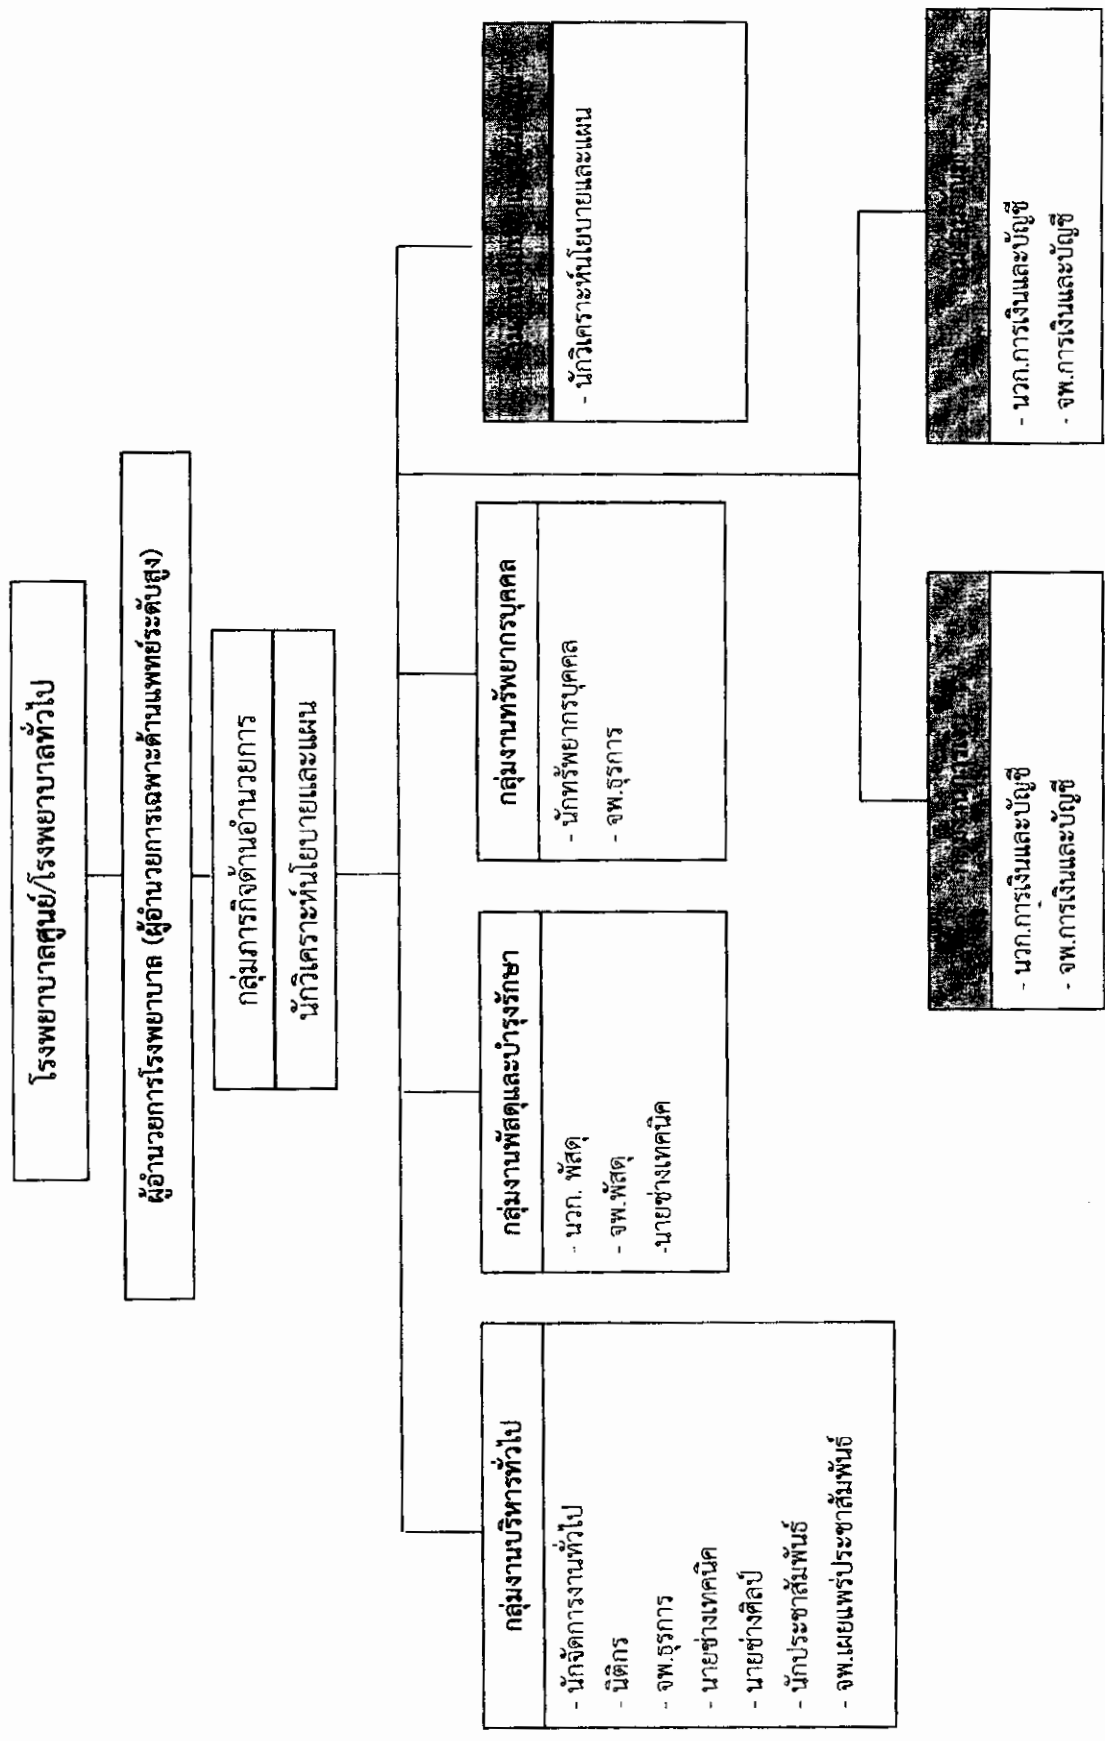 โรงพยาบาลศูนย์/โรงพยาบาลทั่วไป
ผู้อำนวยการโรงพยาบาล (ผู้อำนวยการเฉพาะด้านแพทย์ระดับสูง)
กลุ่มภารกิจด้านอำนวยการ
นักวิเคราะห์นโยบายและแผน
กลุ่มงานบริหารทั่วไป
- นักจัดการงานทั่วไป
- นิติกร
- จพ.ธุรการ
- นายช่างเทคนิค
- นายช่างศิลป์
- นักประชาสัมพันธ์
- จพ.เผยแพร่ประชาสัมพันธ์
กลุ่มงานพัสดุและบำรุงรักษา
- นวก. พัสดุ
- จพ.พัสดุ
-นายช่างเทคนิค
กลุ่มงานทรัพยากรบุคคล
- นักทรัพยากรบุคคล
- จพ.ธุรการ
- นักวิเคราะห์นโยบายและแผน
- นวก.การเงินและบัญชี
- จพ.การเงินและบัญชี
- นวก.การเงินและบัญชี
- จพ.การเงินและบัญชี